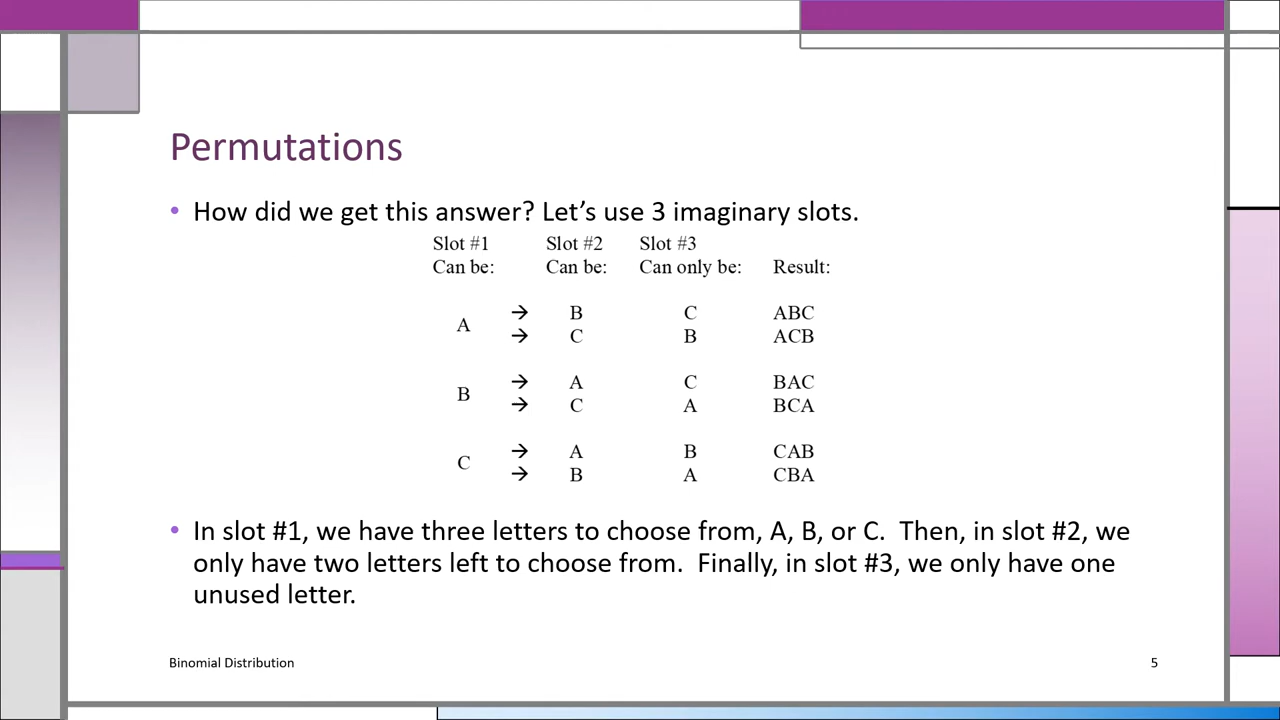 Permutations
• How did we get this answer? Let’s use 3 imaginary slots.
Slot #1 Slot #2 Slot #3
Can be: Can be: Can only be: Result:
→ B C ABC
A
→ C B ACB
→ A C BAC
B
→ C A BCA
→ A B CAB
C
→ B A CBA
• In slot #1, we have three letters to choose from, A, B, or C. Then, in slot #2, we
only have two letters left to choose from. Finally, in slot #3, we only have one
unused letter.
Binomial Distribution 5